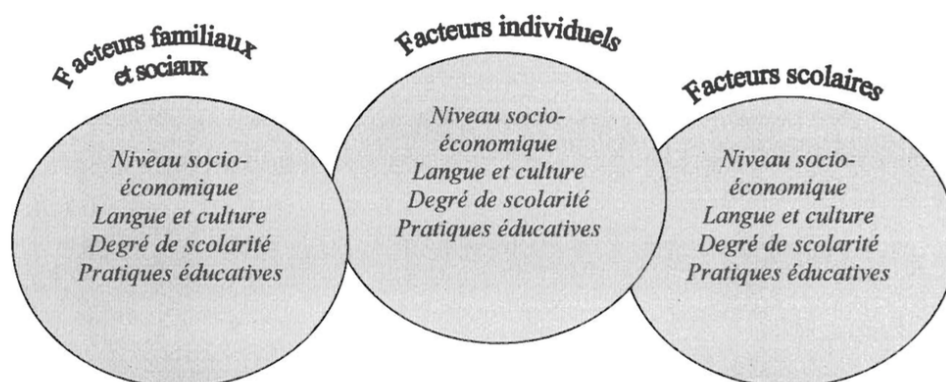 Facteurs familiaux
et sociaux
Niveau socio-
économique
Langue et culture
Degré de scolarité
Pratiques éducatives
Facteurs individuels
Niveau socio-
économique
Langue et culture
Degré de scolarité
Pratiques éducatives
Facteurs scolaires
Niveau socio-
économique
Langue et culture
Degré de scolarité
Pratiques éducatives